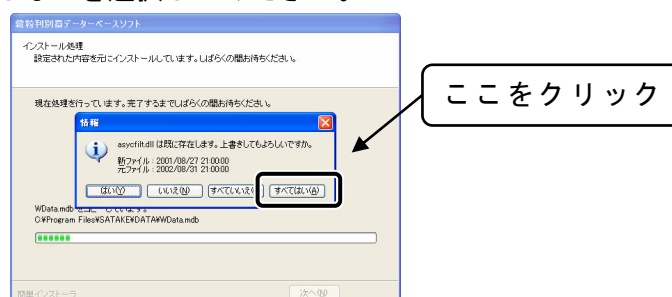 穀粒判別器データーベースソフト
インストール処理
設定された内容を元にインストールしています。しばらくの間お待ちください。
現在処理を行っています。完了するまでしばらくの間お待ちください。
情報
asycfilt.dll は既に存在します。上書きしてもよろしいですか。
新ファイル : 2001/08/27 21:00:00
元ファイル : 2002/08/31 21:00:00
はい(Y) いいえ(N) すべていいえ( すべてはい(A)
WData.mdb
C:¥Program Files¥SATAKE¥DATA¥WData.mdb
簡単インストーラ
次へ(N)
ここをクリック